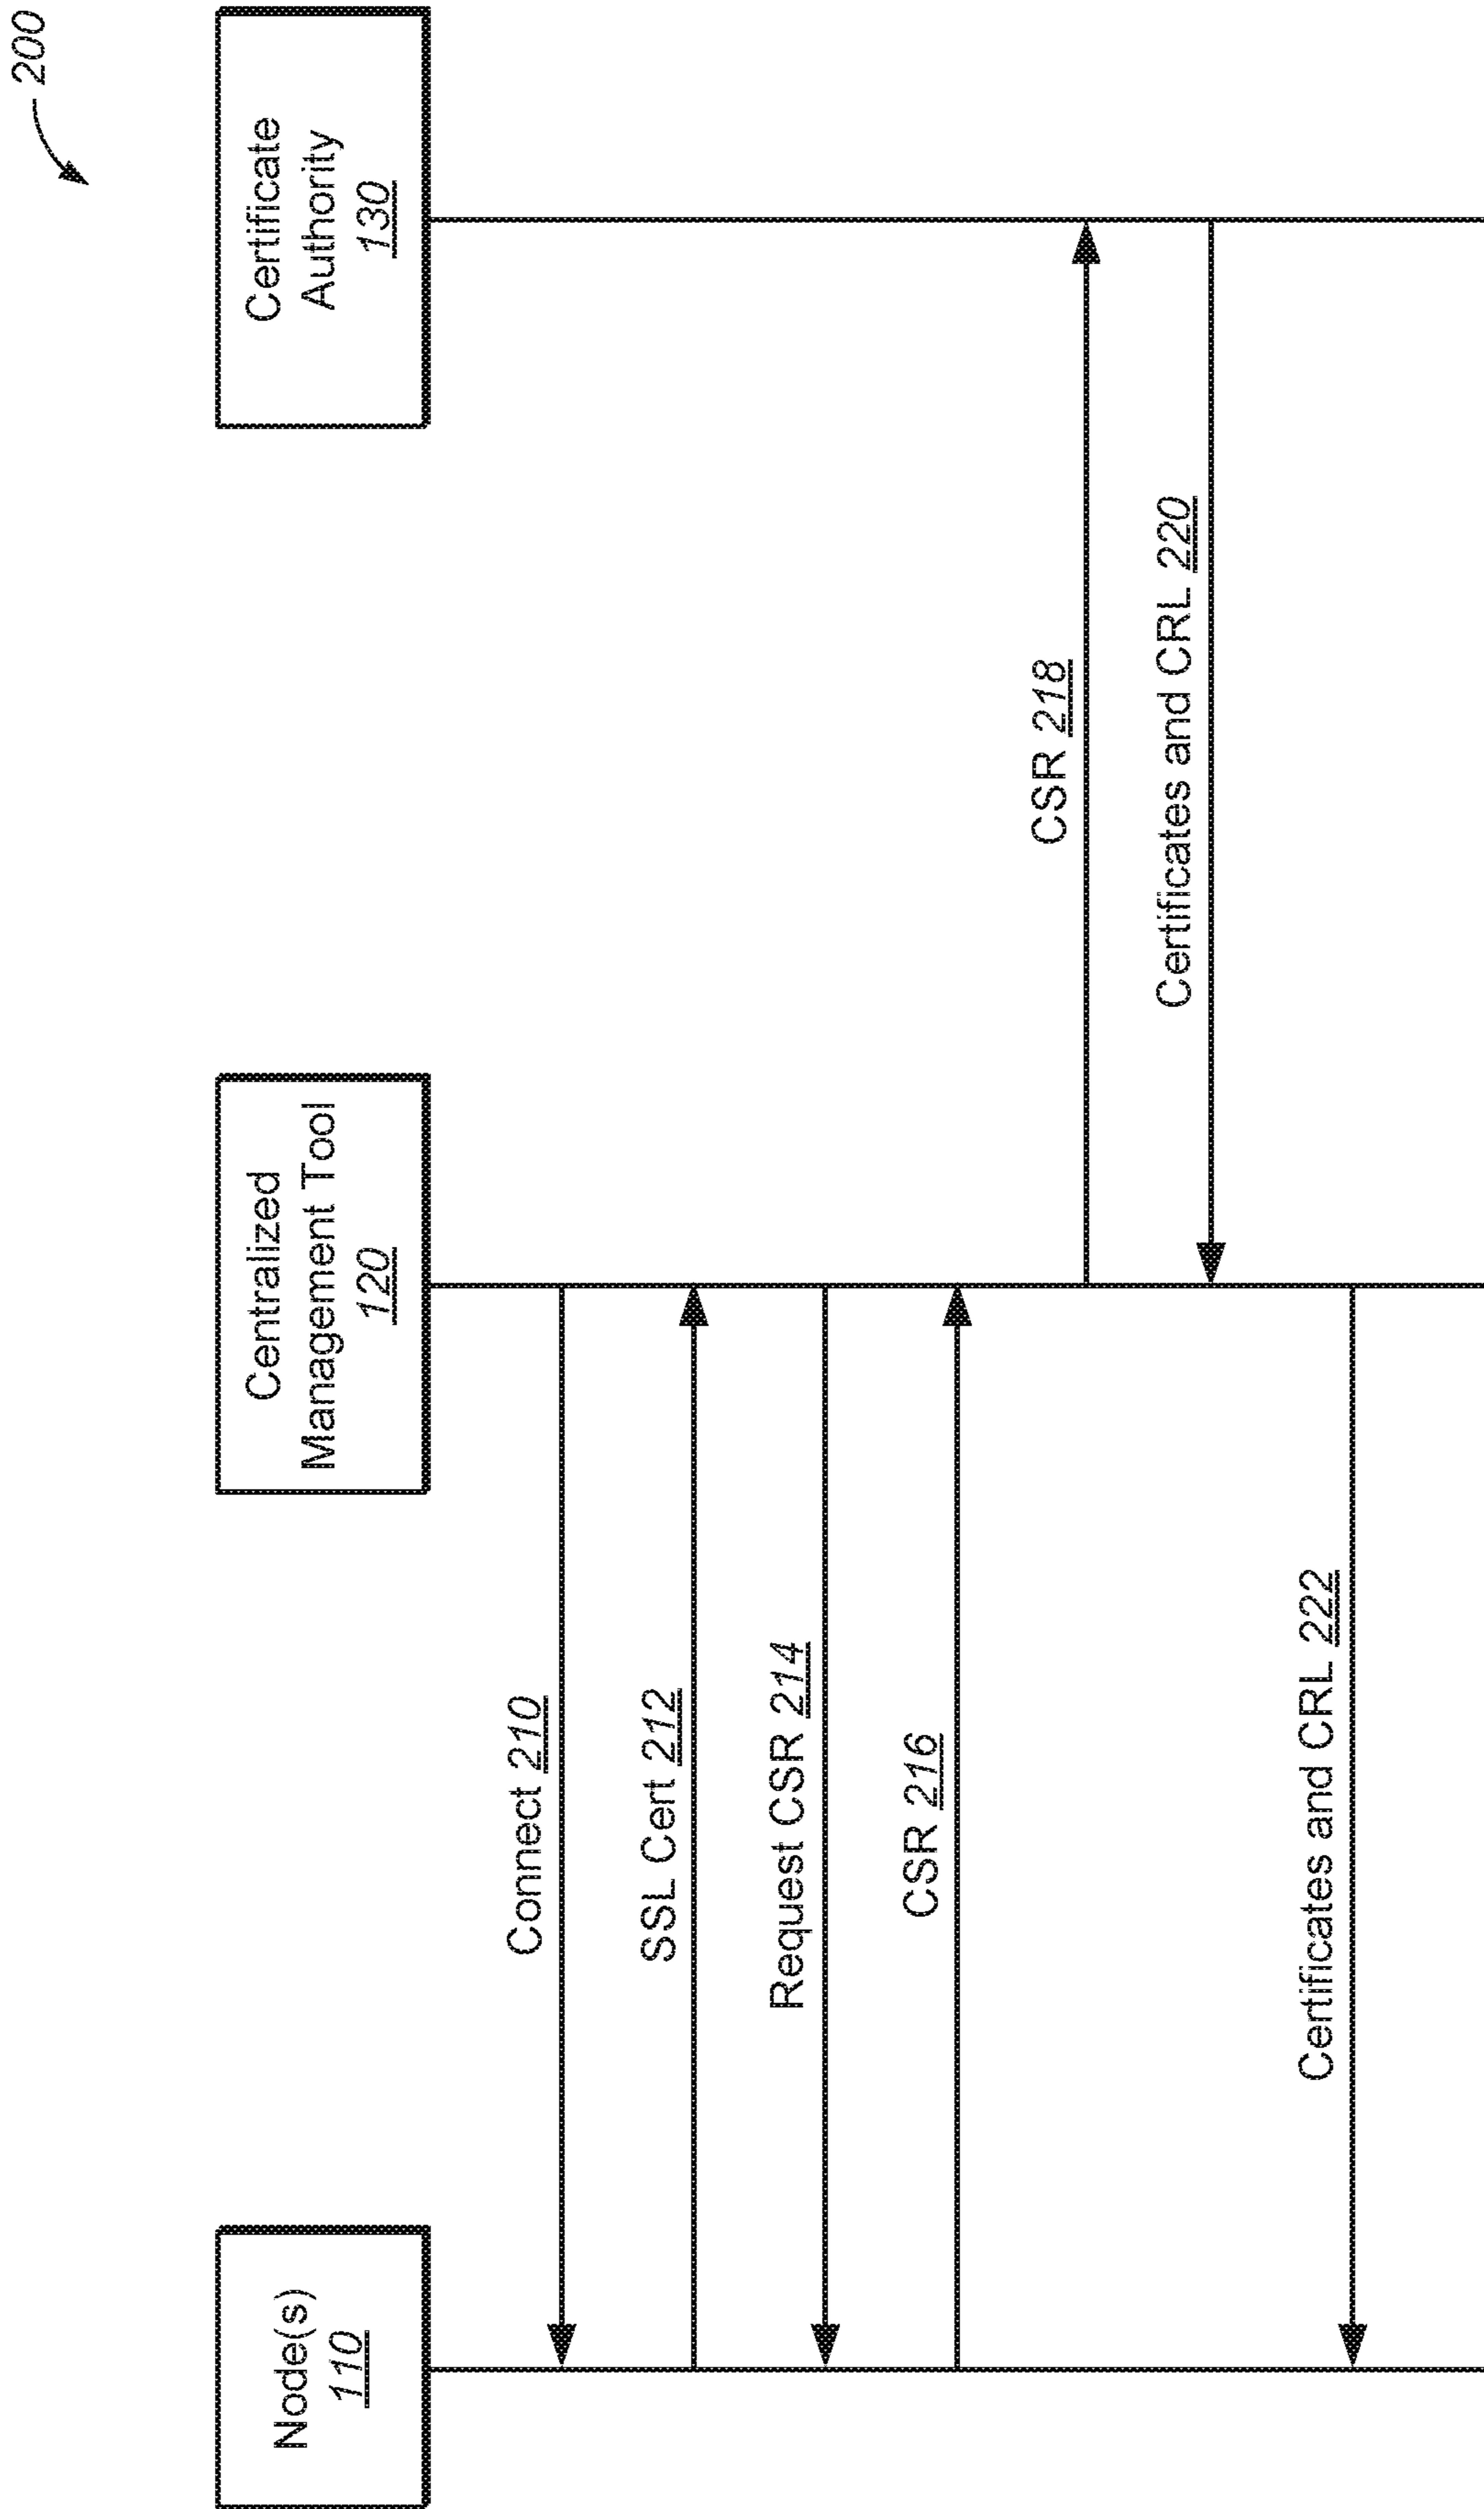 200
Node(s)
110
Centralized
Management Tool
120
Certificate
Authority
130
Connect 210
SSL Cert 212
Request CSR 214
CSR 216
CSR 218
Certificates and CRL 220
Certificates and CRL 222